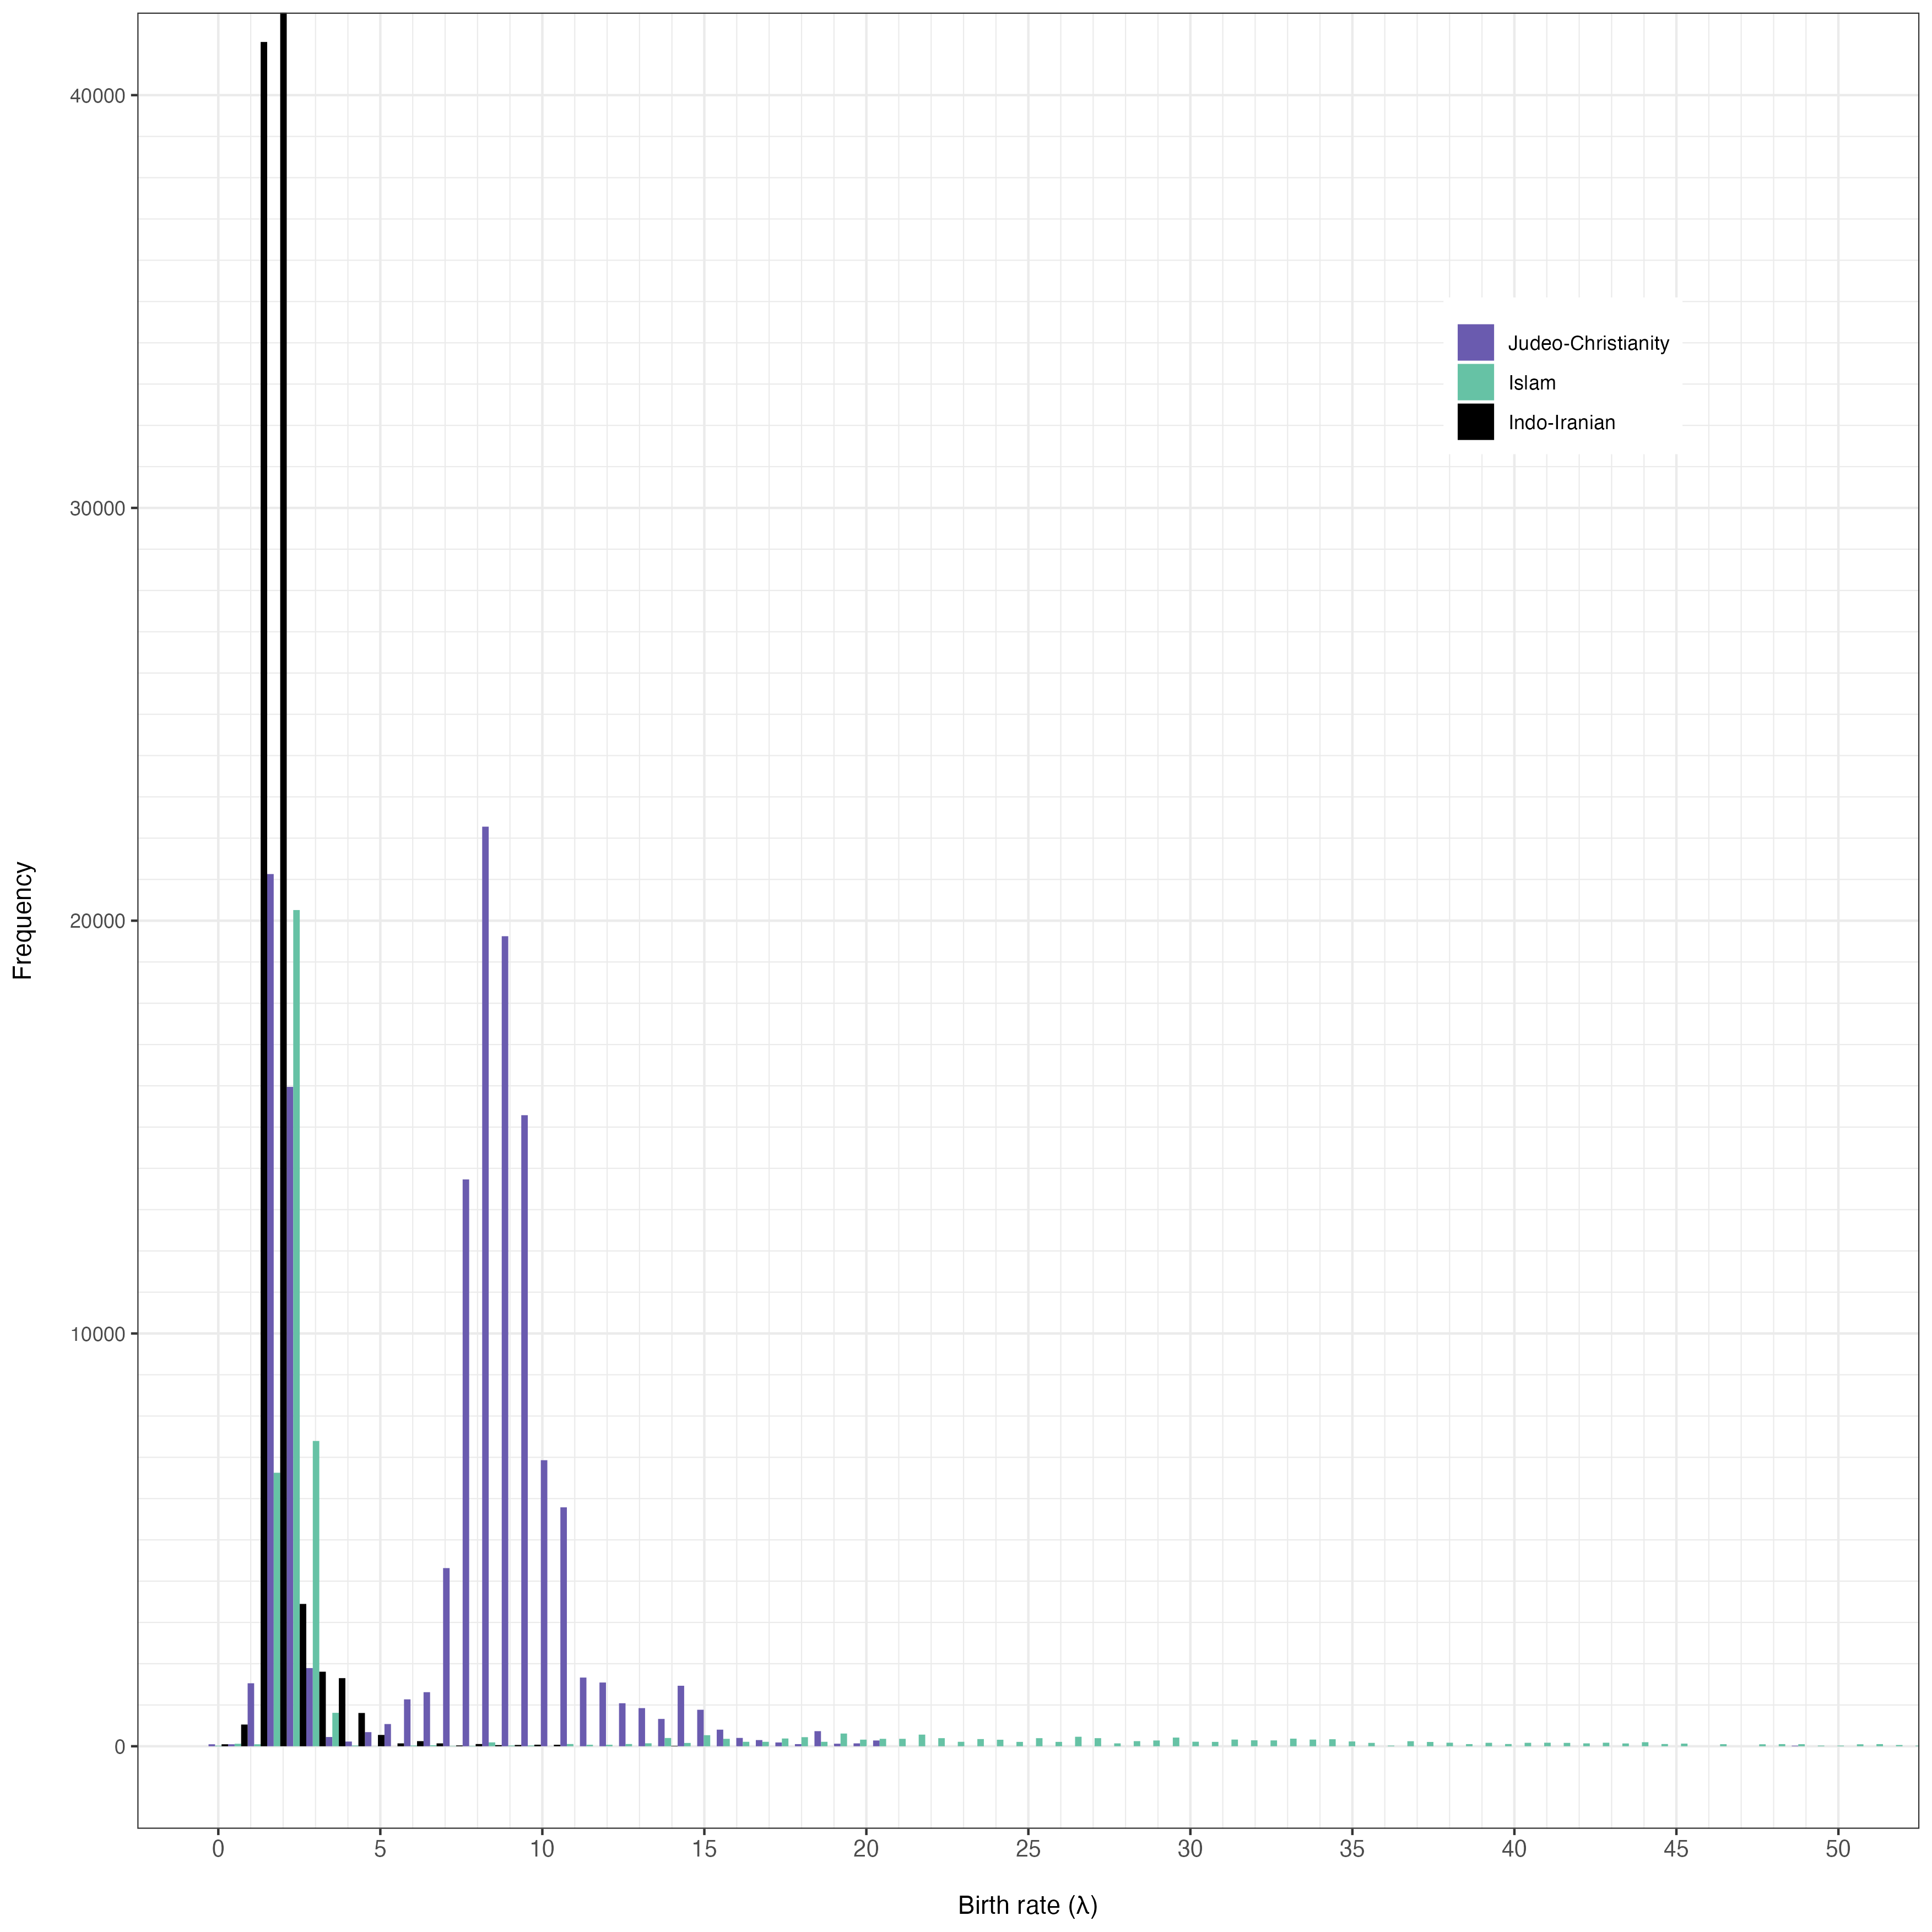 40000
30000
20000
10000
0
Frequency
Judeo-Christianity
Islam
Indo-Iranian
0 5 10 15 20 25 30 35 40 45 50
Birth rate (λ)